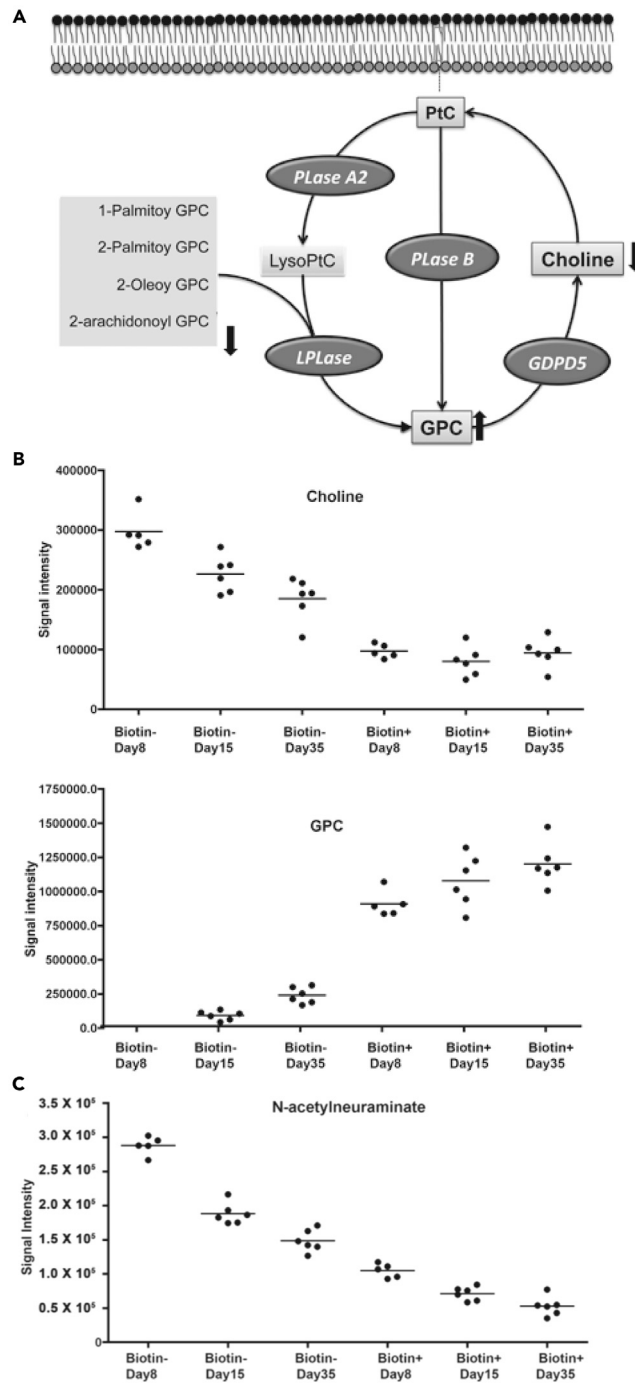 A
PtC
PLase A2
1-Palmitoy GPC
2-Palmitoy GPC
2-Oleoy GPC
2-arachidonoyl GPC
LysoPtC
PLase B
Choline
LPLase
GDPD5
GPC
B
400000
300000
200000
100000
0
Signal intensity
Choline
Biotin- Biotin- Biotin- Biotin+ Biotin+ Biotin+
Day8 Day15 Day35 Day8 Day15 Day35
1750000.0
1500000.0
1250000.0
1000000.0
750000.0
500000.0
250000.0
0.0
Signal intensity
GPC
Biotin- Biotin- Biotin- Biotin+ Biotin+ Biotin+
Day8 Day15 Day35 Day8 Day15 Day35
C
3.5 X 10⁵
3.0 X 10⁵
2.5 X 10⁵
2.0 X 10⁵
1.5 X 10⁵
1.0 X 10⁵
0.5 X 10⁵
0
Signal Intensity
N-acetylneuraminate
Biotin- Biotin- Biotin- Biotin+ Biotin+ Biotin+
Day8 Day15 Day35 Day8 Day15 Day35